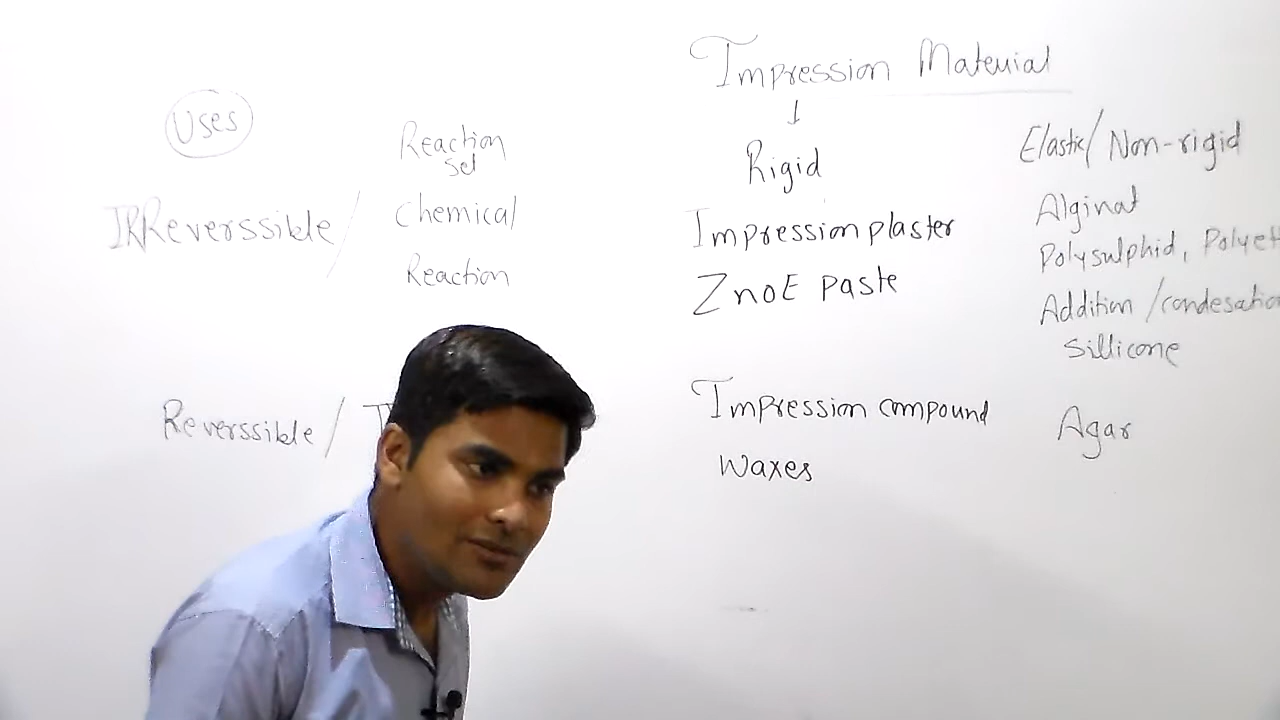 Impression Material
Uses
Reaction
Set
Rigid
Elastic/ Non-rigid
IRReverssible /
Chemical
Reaction
Impression plaster
ZnoE paste
Alginat
Polysulphid, Polyet
Addition /condesation
Sillicone
Reverssible /
Impression compound
Waxes
Agar